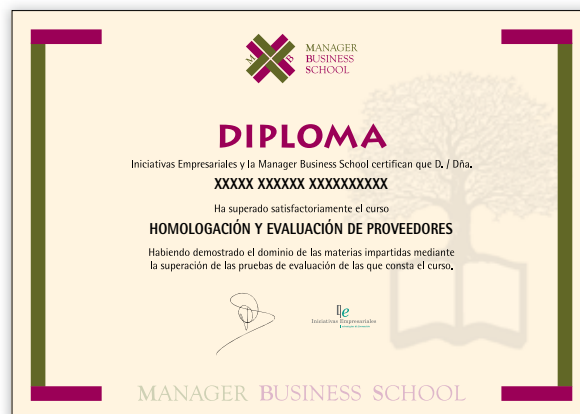 M B
MANAGER
BUSINESS
SCHOOL
DIPLOMA
Iniciativas Empresariales y la Manager Business School certifican que D. / Dña.
XXXXX XXXXXX XXXXXXXXXX
Ha superado satisfactoriamente el curso
HOMOLOGACIÓN Y EVALUACIÓN DE PROVEEDORES
Habiendo demostrado el dominio de las materias impartidas mediante
la superación de las pruebas de evaluación de las que consta el curso.
Ie
Iniciativas Empresariales
MANAGER BUSINESS SCHOOL